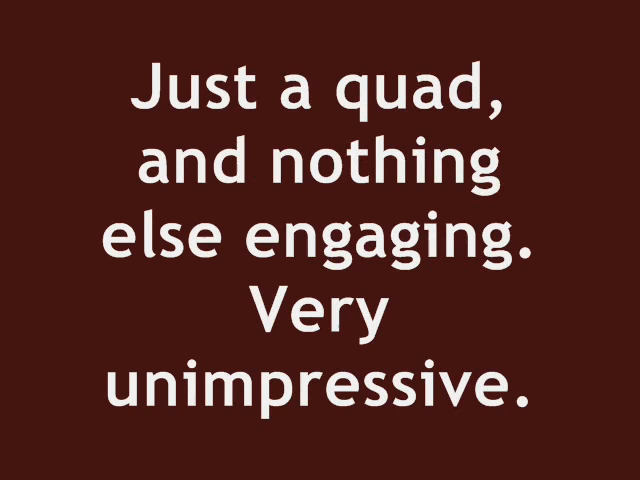 Just a quad,
and nothing
else engaging.
Very
unimpressive.